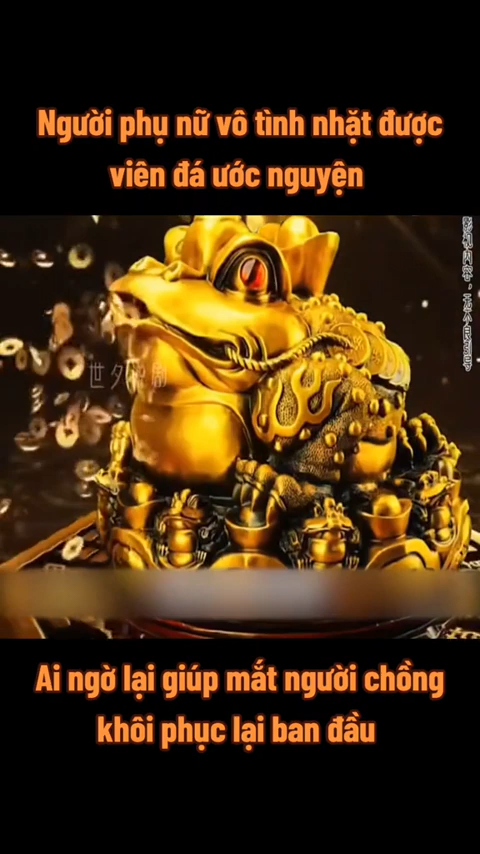 Người phụ nữ vô tình nhặt được
viên đá ước nguyện
Ai ngờ lại giúp mắt người chồng
khôi phục lại ban đầu